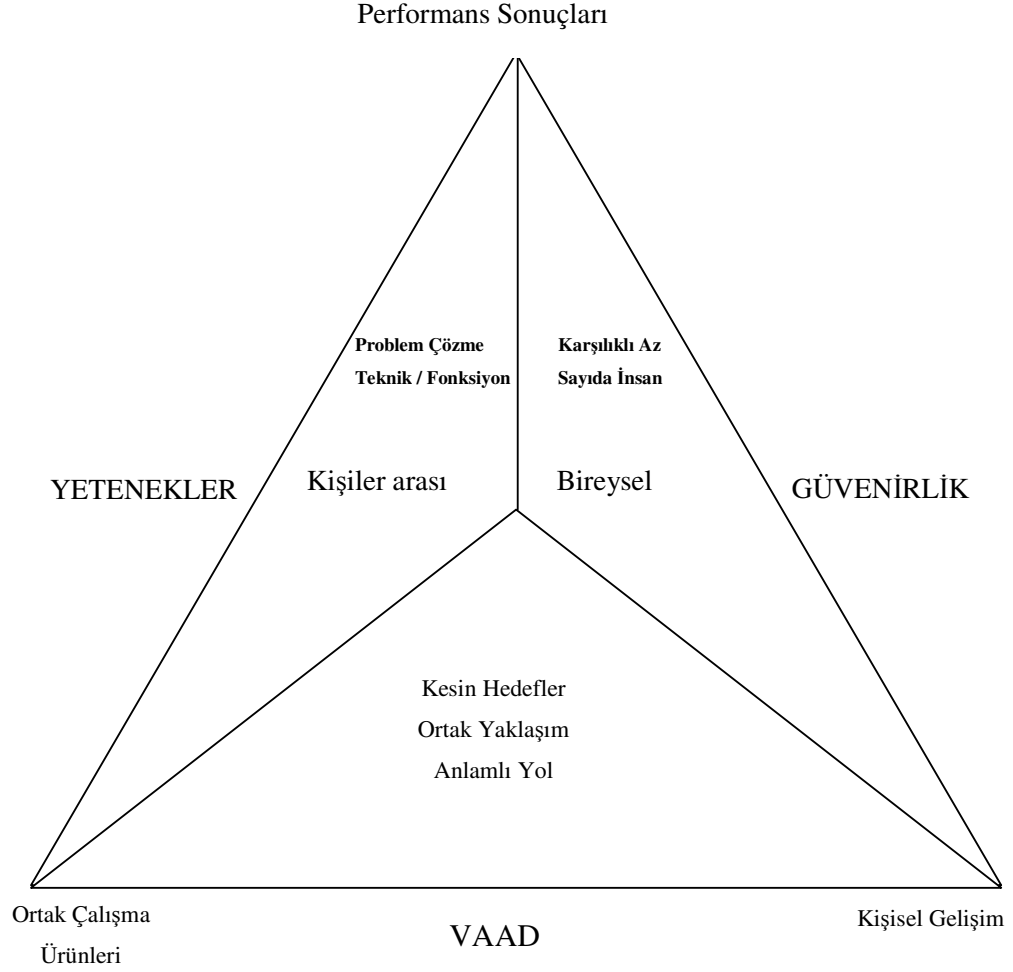 Performans Sonuçları
Problem Çözme
Teknik / Fonksiyon
Karşılıklı Az
Sayıda İnsan
YETENEKLER
Kişiler arası
Bireysel
GÜVENİRLİK
Kesin Hedefler
Ortak Yaklaşım
Anlamlı Yol
Ortak Çalışma
Ürünleri
VAAD
Kişisel Gelişim